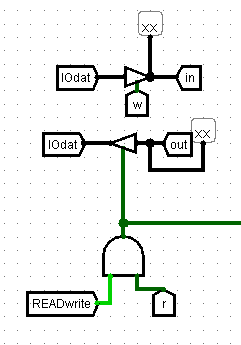 xx
IOdat
in
w
IOdat
out
xx
READwrite
r